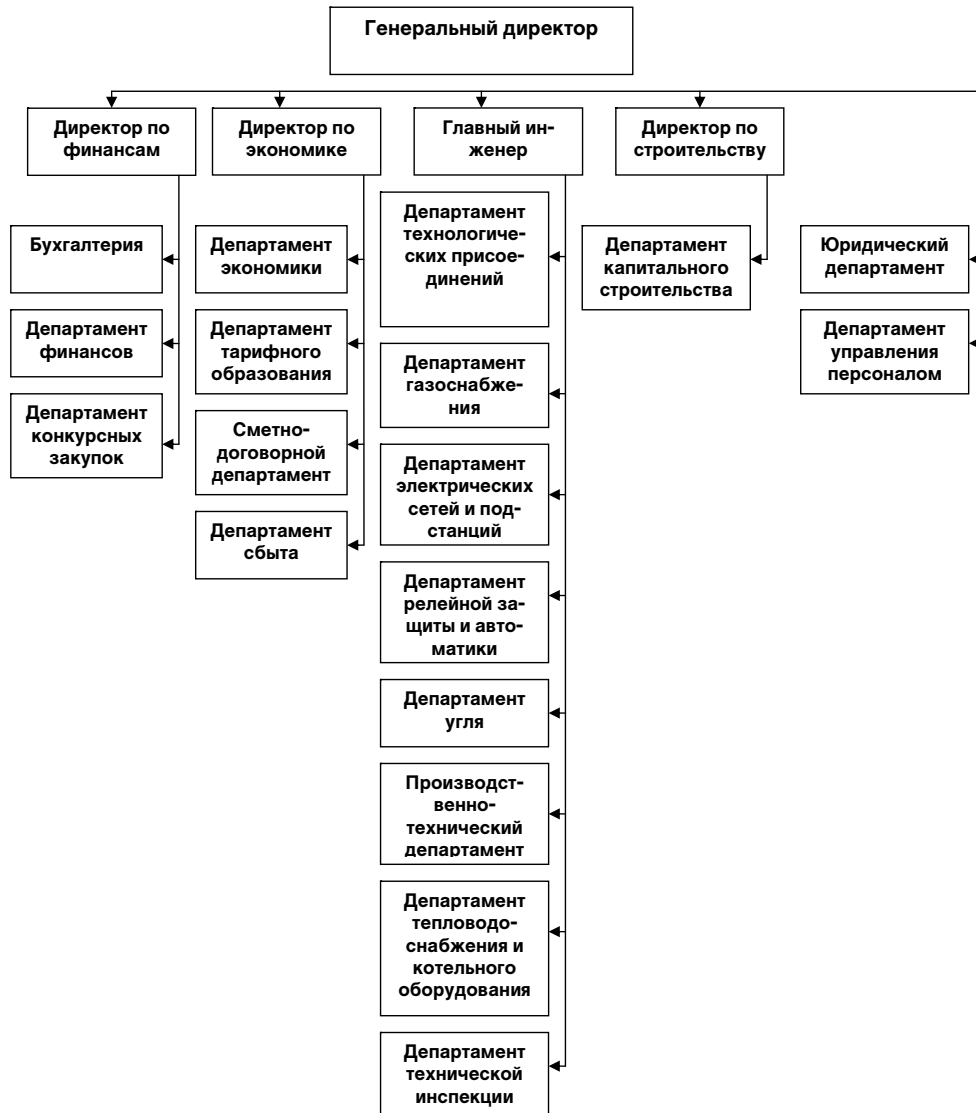 Генеральный директор
Директор по
финансам
Директор по
экономике
Главный ин-
женер
Директор по
строительству
Бухгалтерия
Департамент
финансов
Департамент
конкурсных
закупок
Департамент
экономики
Департамент
тарифного
образования
Сметно-
договорной
департамент
Департамент
сбыта
Департамент
технологиче-
ских присое-
динений
Департамент
газоснабже-
ния
Департамент
электрических
сетей и под-
станций
Департамент
релейной за-
щиты и авто-
матики
Департамент
угля
Производст-
венно-
технический
департамент
Департамент
тепловодо-
снабжения и
котельного
оборудования
Департамент
технической
инспекции
Департамент
капитального
строительства
Юридический
департамент
Департамент
управления
персоналом